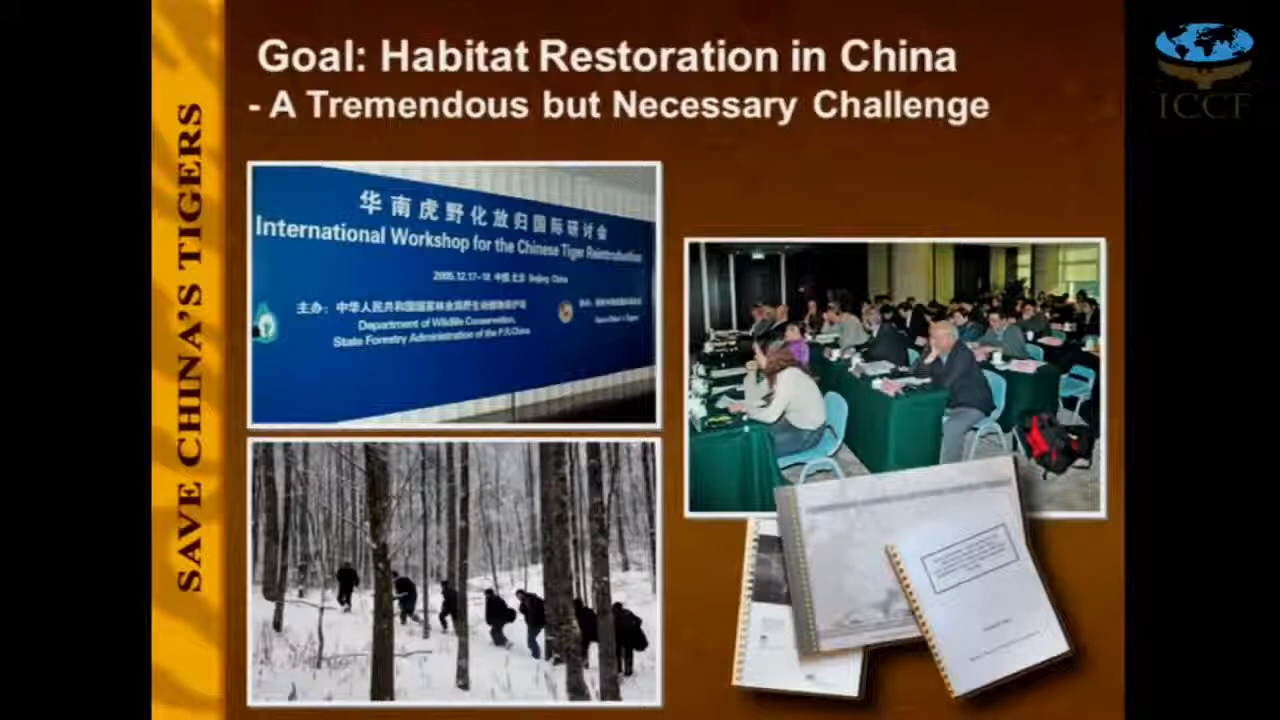 Goal: Habitat Restoration in China
- A Tremendous but Necessary Challenge
SAVE CHINA'S TIGERS
ICCF
华南虎野化放归国际研讨会
International Workshop for the Chinese Tiger Reintroduction
2005.12.17-18 中国 北京 Beijing China
主办：中华人民共和国国家林业局野生动植物保护司
Department of Wildlife Conservation,
State Forestry Administration of the P.R.China